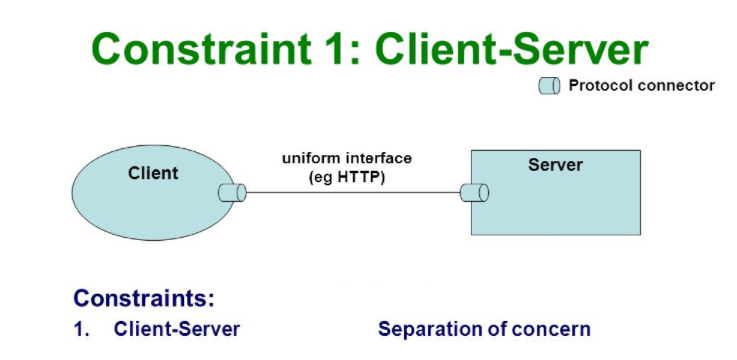 Constraint 1: Client-Server
Protocol connector
uniform interface
(eg HTTP)
Client
Server
Constraints:
1. Client-Server Separation of concern